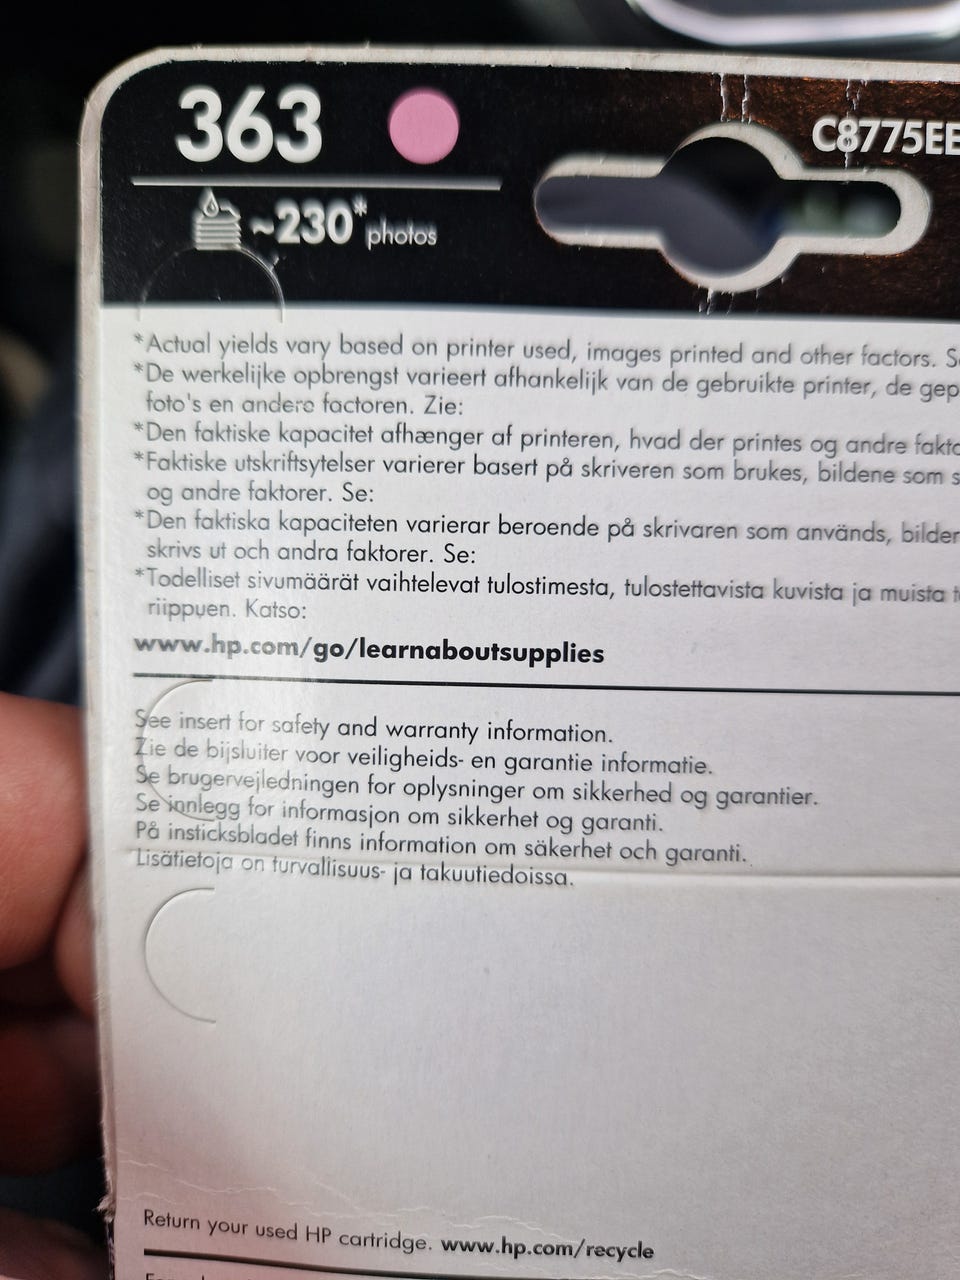 363
C8775EE
~230* photos
*Actual yields vary based on printer used, images printed and other factors.
*De werkelijke opbrengst varieert afhankelijk van de gebruikte printer, de
foto's en andere factoren. Zie:
*Den faktiske kapacitet afhænger af printeren, hvad der printes og andre
*Faktiske utskriftsytelser varierer basert på skriveren som brukes, bildene som
og andre faktorer. Se:
*Den faktiska kapaciteten varierar beroende på skrivaren som används,
skrivs ut och andra faktorer. Se:
*Todelliset sivumäärät vaihtelevat tulostimesta, tulostettavista kuvista ja muista
riippuen. Katso:
www.hp.com/go/learnaboutsupplies
See insert for safety and warranty information.
Zie de bijsluiter voor veiligheids- en garantie informatie.
Se brugervejledningen for oplysninger om sikkerhed og garantier.
Se innlegg for informasjon om sikkerhet og garanti.
På insticksbladet finns information om säkerhet och garanti.
Lisätietoja on turvallisuus- ja takuutiedoissa.
Return your used HP cartridge. www.hp.com/recycle